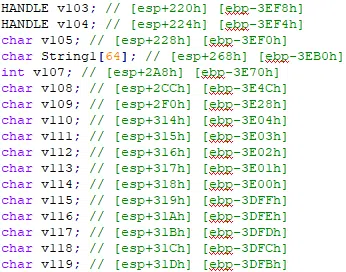 HANDLE v103; // [esp+220h] [ebp-3EF8h]
HANDLE v104; // [esp+224h] [ebp-3EF4h]
char v105; // [esp+228h] [ebp-3EF0h]
char String1[64]; // [esp+268h] [ebp-3EB0h]
int v107; // [esp+2A8h] [ebp-3E70h]
char v108; // [esp+2CCh] [ebp-3E4Ch]
char v109; // [esp+2F0h] [ebp-3E28h]
char v110; // [esp+314h] [ebp-3E04h]
char v111; // [esp+315h] [ebp-3E03h]
char v112; // [esp+316h] [ebp-3E02h]
char v113; // [esp+317h] [ebp-3E01h]
char v114; // [esp+318h] [ebp-3E00h]
char v115; // [esp+319h] [ebp-3DFFh]
char v116; // [esp+31Ah] [ebp-3DFEh]
char v117; // [esp+31Bh] [ebp-3DFDh]
char v118; // [esp+31Ch] [ebp-3DFCh]
char v119; // [esp+31Dh] [ebp-3DFBh]